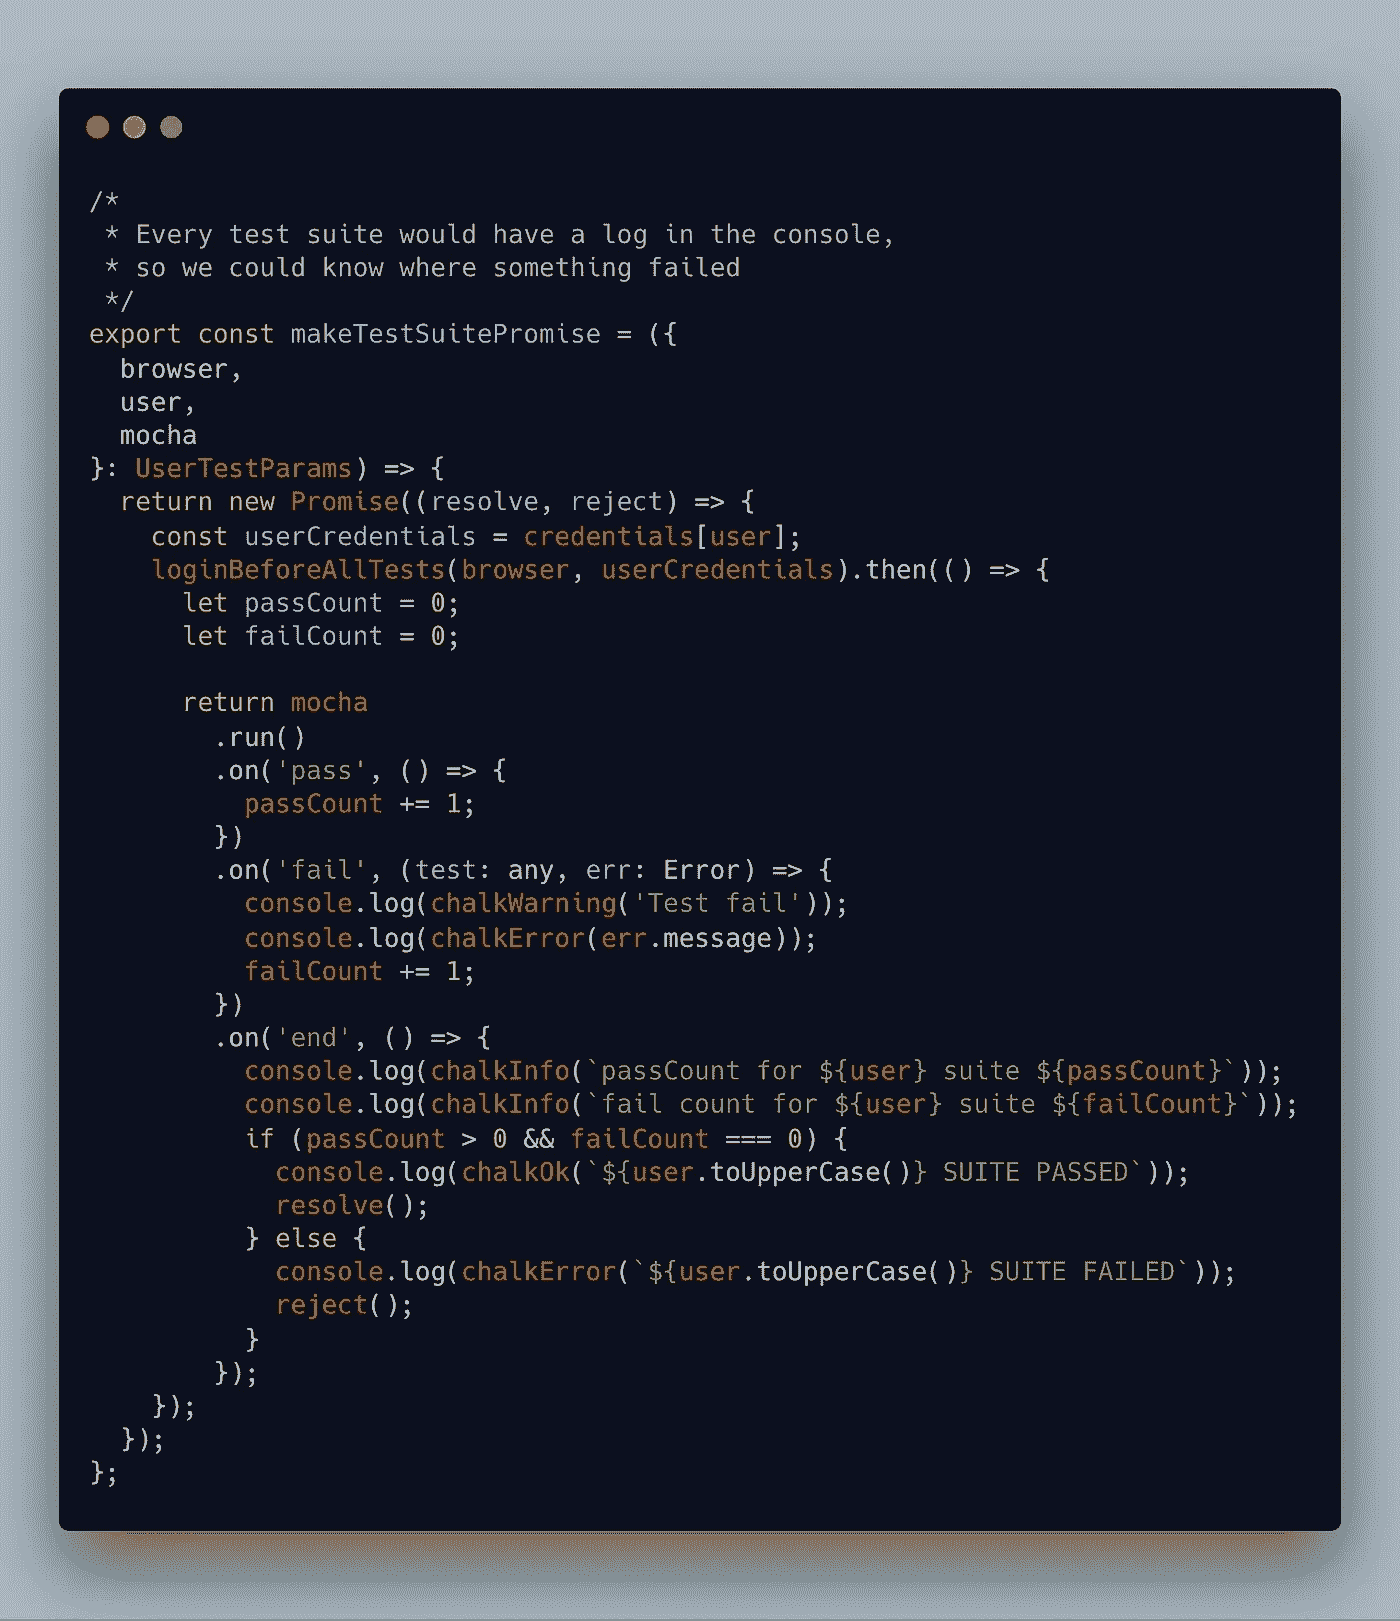 /*
 * Every test suite would have a log in the console,
 * so we could know where something failed
 */
export const makeTestSuitePromise = ({
  browser,
  user,
  mocha
}: UserTestParams) => {
  return new Promise((resolve, reject) => {
    const userCredentials = credentials[user];
    loginBeforeAllTests(browser, userCredentials).then(() => {
      let passCount = 0;
      let failCount = 0;

      return mocha
        .run()
        .on('pass', () => {
          passCount += 1;
        })
        .on('fail', (test: any, err: Error) => {
          console.log(chalkWarning('Test fail'));
          console.log(chalkError(err.message));
          failCount += 1;
        })
        .on('end', () => {
          console.log(chalkInfo(`passCount for ${user} suite ${passCount}`));
          console.log(chalkInfo(`fail count for ${user} suite ${failCount}`));
          if (passCount > 0 && failCount === 0) {
            console.log(chalkOk(`${user.toUpperCase()} SUITE PASSED`));
            resolve();
          } else {
            console.log(chalkError(`${user.toUpperCase()} SUITE FAILED`));
            reject();
          }
        });
    });
  });
};